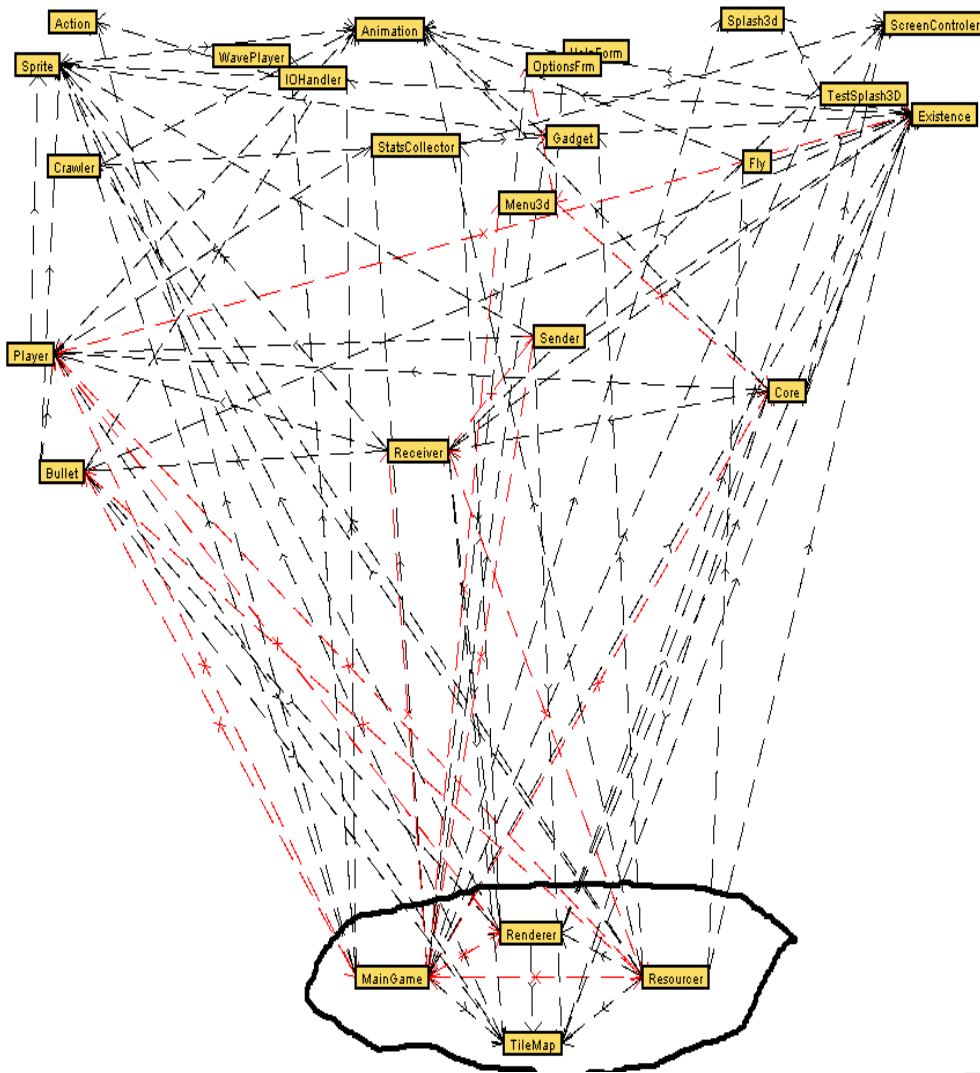 Action
Animation
Splash3d
ScreenControler
Sprite
WavePlayer
OptionsFrm
IOHandler
TestSplash3D
Existence
Gadget
StatsCollector
Crawler
Fly
Menu3d
Player
Sender
Core
Receiver
Bullet
Renderer
MainGame
Resourcer
TileMap